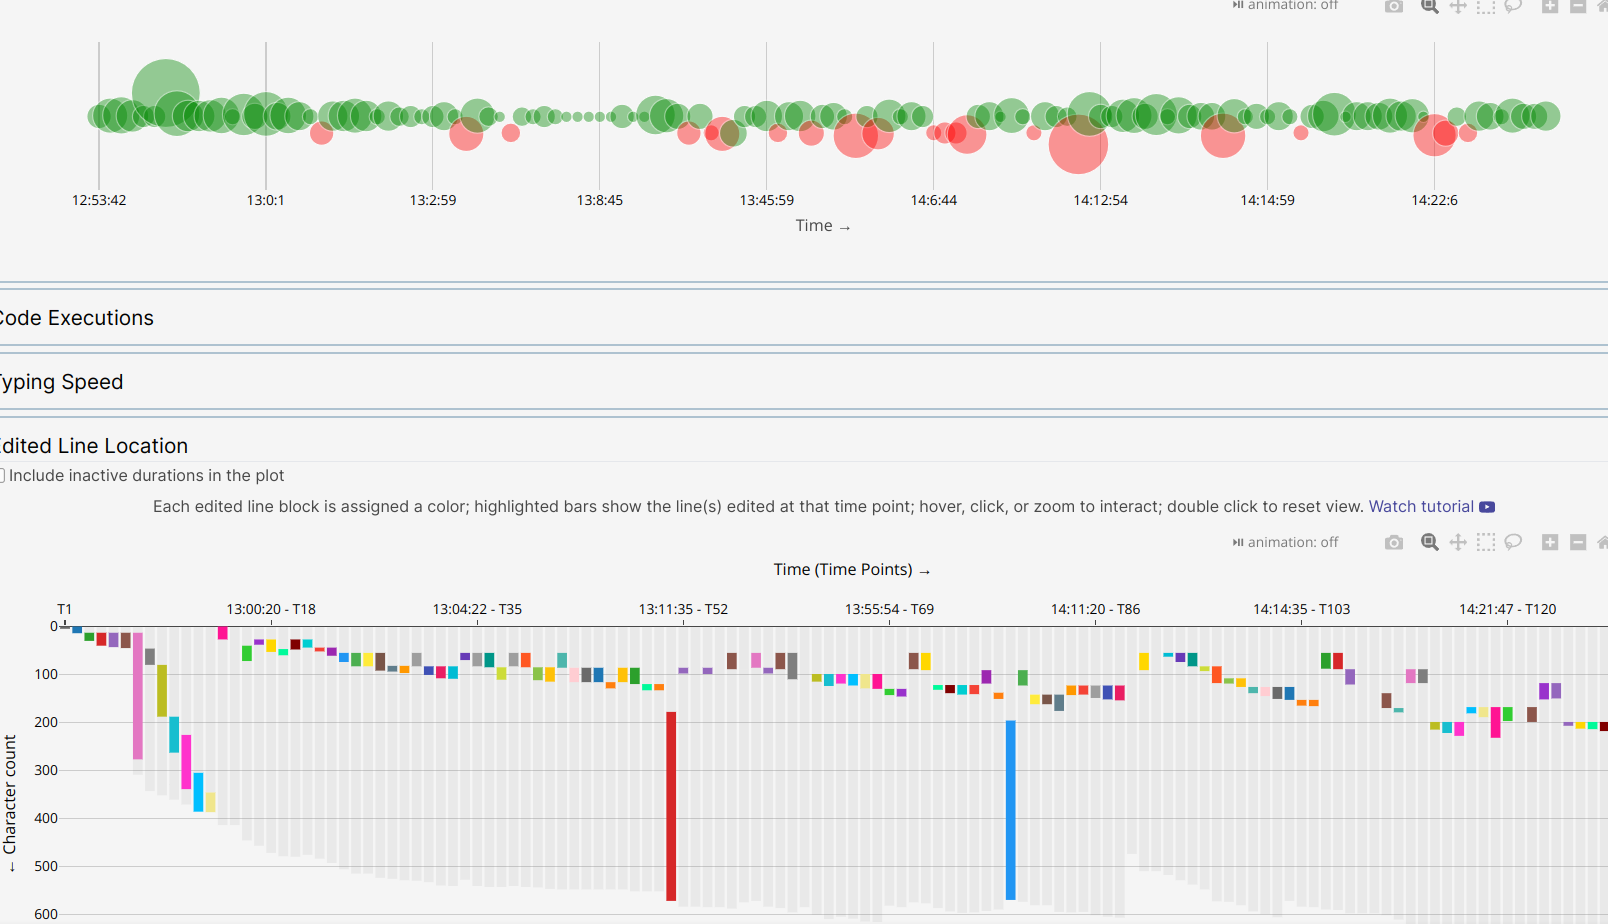 animation: off
12:53:42 13:0:1 13:2:59 13:8:45 13:45:59 14:6:44 14:12:54 14:14:59 14:22:6
Time →
Code Executions
Typing Speed
Edited Line Location
Include inactive durations in the plot
Each edited line block is assigned a color; highlighted bars show the line(s) edited at that time point; hover, click, or zoom to interact; double click to reset view. Watch tutorial
animation: off
Time (Time Points) →
T1 13:00:20 - T18 13:04:22 - T35 13:11:35 - T52 13:55:54 - T69 14:11:20 - T86 14:14:35 - T103 14:21:47 - T120
0
100
200
300
400
500
600
← Character count